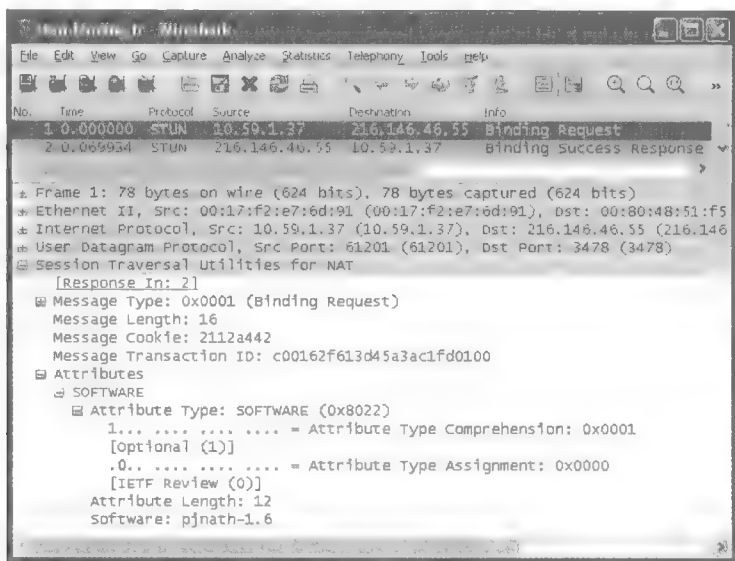 File Edit View Go Capture Analyze Statistics Telephony Tools Help
No. Time Protocol Source Destination Info
1 0.000000 STUN 10.59.1.37 216.146.46.55 Binding Request
2 0.069934 STUN 216.146.46.55 10.59.1.37 Binding Success Response
Frame 1: 78 bytes on wire (624 bits), 78 bytes captured (624 bits)
Ethernet II, Src: 00:17:f2:e7:6d:91 (00:17:f2:e7:6d:91), Dst: 00:80:48:51:f5
Internet Protocol, Src: 10.59.1.37 (10.59.1.37), Dst: 216.146.46.55 (216.146
User Datagram Protocol, Src Port: 61201 (61201), Dst Port: 3478 (3478)
Session Traversal Utilities for NAT
[Response In: 2]
Message Type: 0x0001 (Binding Request)
Message Length: 16
Message Cookie: 2112a442
Message Transaction ID: c00162f613d45a3ac1fd0100
Attributes
SOFTWARE
Attribute Type: SOFTWARE (0x8022)
1... .... .... .... = Attribute Type Comprehension: 0x0001
[Optional (1)]
.0.. .... .... .... = Attribute Type Assignment: 0x0000
[IETF Review (0)]
Attribute Length: 12
Software: pjnath-1.6